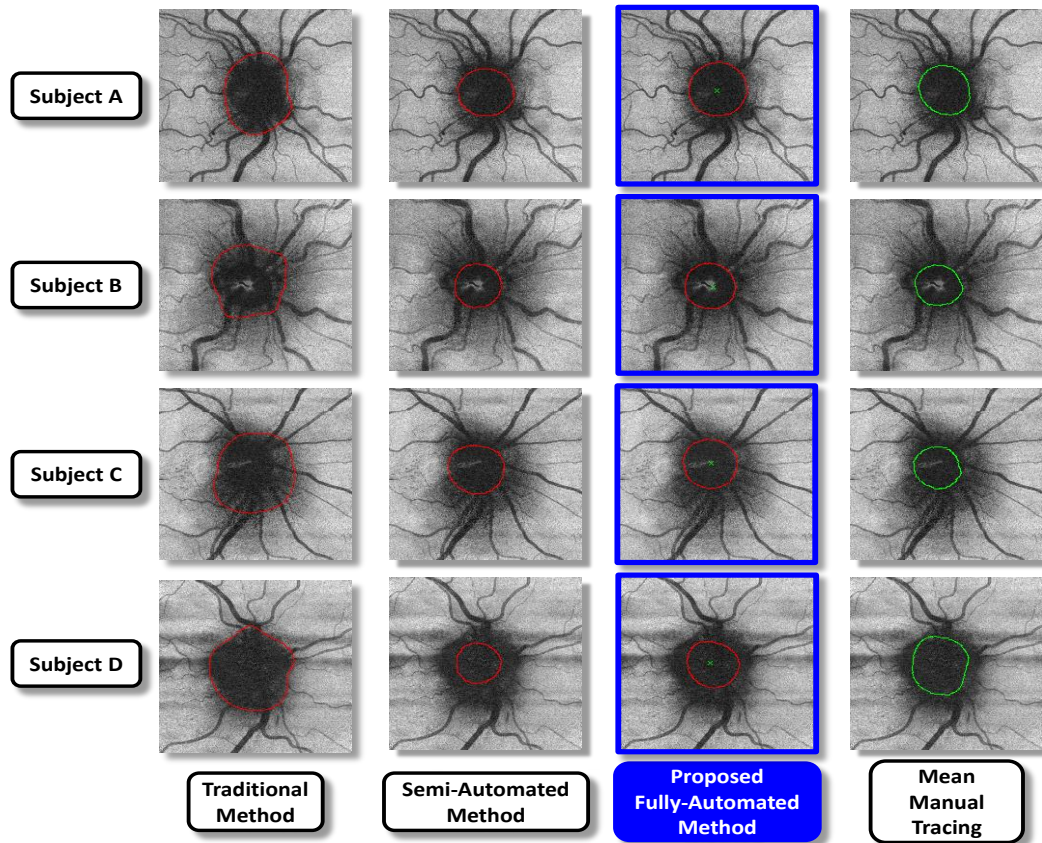 Subject A
Subject B
Subject C
Subject D
Traditional
Method
Semi-Automated
Method
Proposed
Fully-Automated
Method
Mean
Manual
Tracing